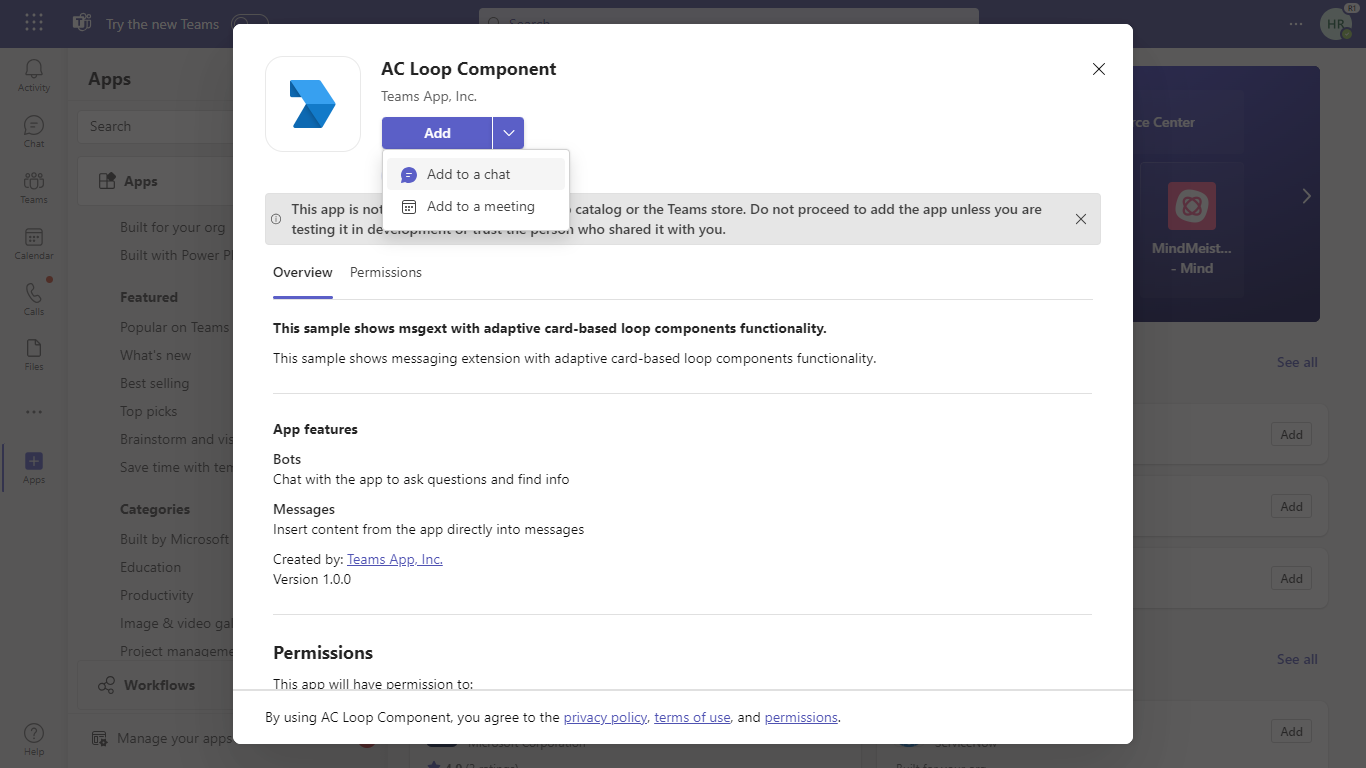 Try the new Teams
Search
HR
RT
Activity
Chat
Teams
Calendar
Calls
Files
Apps
Help
Apps
Search
Apps
Built for your org
Built with Power
Featured
Popular on Teams
What's new
Best selling
Top picks
Brainstorm and
Save time with
Categories
Built by Microsoft
Education
Productivity
Image & video
Project
Workflows
Manage your apps
AC Loop Component
Teams App, Inc.
Add
Add to a chat
Add to a meeting
This app is not catalog or the Teams store. Do not proceed to add the app unless you are
testing it in development or trust the person who shared it with you.
Overview
Permissions
This sample shows msgext with adaptive card-based loop components functionality.
This sample shows messaging extension with adaptive card-based loop components functionality.
App features
Bots
Chat with the app to ask questions and find info
Messages
Insert content from the app directly into messages
Created by: Teams App, Inc.
Version 1.0.0
Permissions
This app will have permission to:
By using AC Loop Component, you agree to the privacy policy, terms of use, and permissions.
Center
MindMeist...
- Mind
See all
Add
Add
Add
See all
Add
Microsoft Corporation
ServiceNow